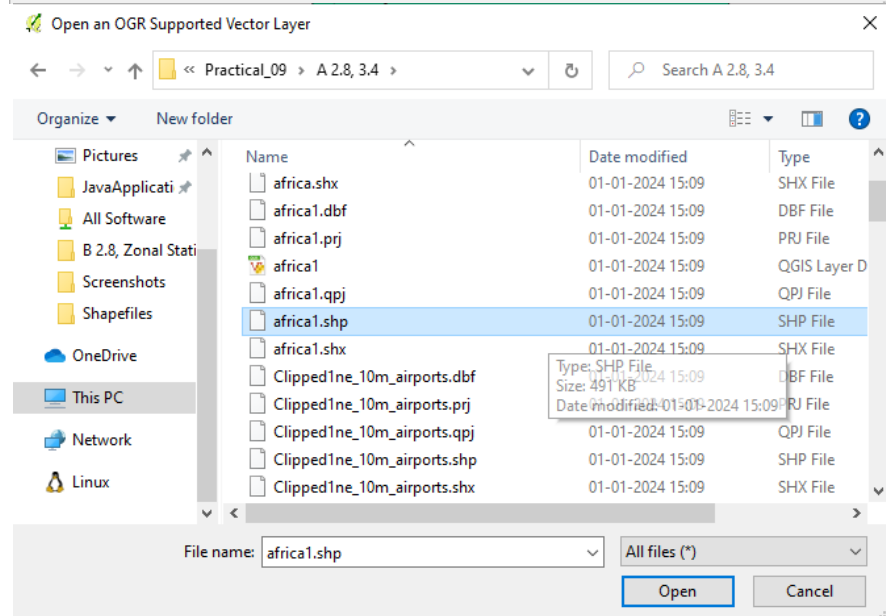 Open an OGR Supported Vector Layer
« Practical_09 › A 2.8, 3.4 ›
Search A 2.8, 3.4
Organize
New folder
Pictures
JavaApplicati
All Software
B 2.8, Zonal Stati
Screenshots
Shapefiles
OneDrive
This PC
Network
Linux
Name Date modified Type
africa.shx 01-01-2024 15:09 SHX File
africa1.dbf 01-01-2024 15:09 DBF File
africa1.prj 01-01-2024 15:09 PRJ File
africa1 01-01-2024 15:09 QGIS Layer D
africa1.qpj 01-01-2024 15:09 QPJ File
africa1.shp 01-01-2024 15:09 SHP File
africa1.shx 01-01-2024 15:09 SHX File
Clipped1ne_10m_airports.dbf 01-01-2024 15:09 DBF File
Clipped1ne_10m_airports.prj PRJ File
Clipped1ne_10m_airports.qpj 01-01-2024 15:09 QPJ File
Clipped1ne_10m_airports.shp 01-01-2024 15:09 SHP File
Clipped1ne_10m_airports.shx 01-01-2024 15:09 SHX File
Type: SHP File
Size: 491 KB
Date modified: 01-01-2024 15:09
File name: africa1.shp
All files (*)
Open
Cancel